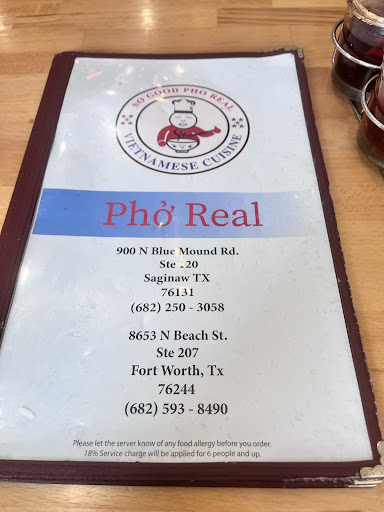 SO GOOD PHO REAL
VIETNAMESE CUISINE
Phở Real
900 N Blue Mound Rd.
Ste 120
Saginaw TX
76131
(682) 250 - 3058
8653 N Beach St.
Ste 207
Fort Worth, Tx
76244
(682) 593 - 8490
Please let the server know of any food allergy before you order.
18% Service charge will be applied for 6 people and up.